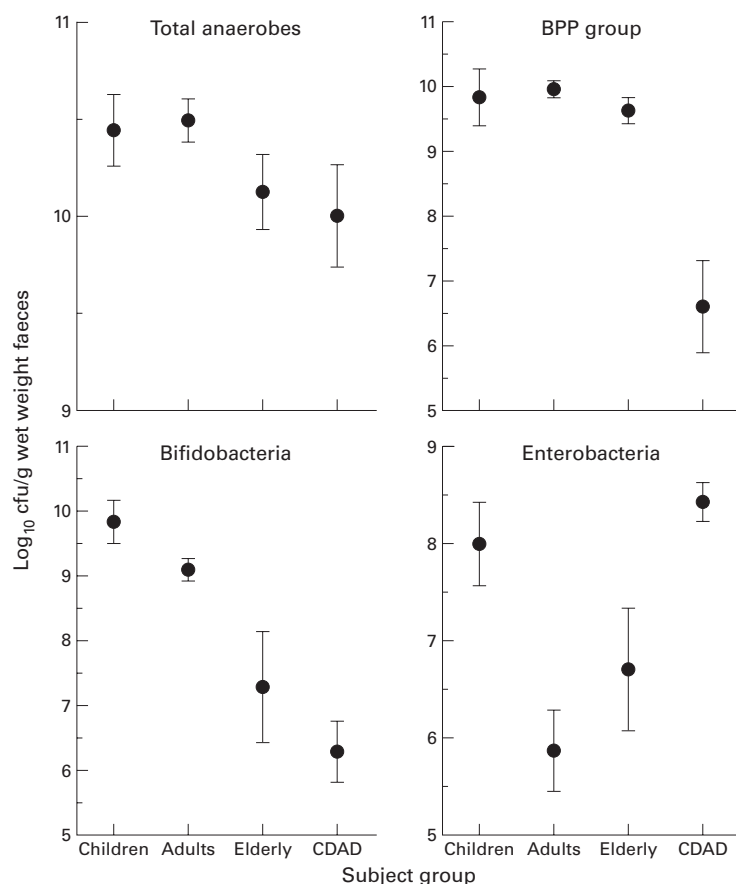 Total anaerobes
11
10
9
BPP group
11
10
9
8
7
6
5
Log₁₀ cfu/g wet weight faeces
Bifidobacteria
11
10
9
8
7
6
5
Children Adults Elderly CDAD
Enterobacteria
9
8
7
6
5
Children Adults Elderly CDAD
Subject group